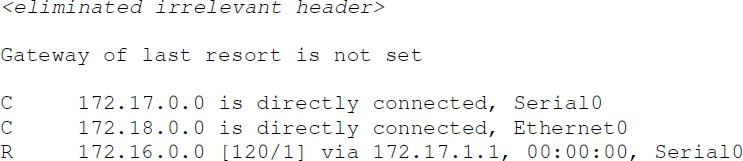 <eliminated irrelevant header>
Gateway of last resort is not set
C 172.17.0.0 is directly connected, Serial0
C 172.18.0.0 is directly connected, Ethernet0
R 172.16.0.0 [120/1] via 172.17.1.1, 00:00:00, Serial0